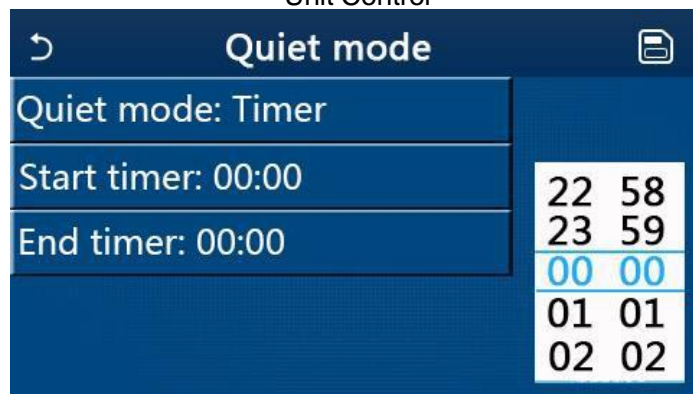 Unit Control
Quiet mode
Quiet mode: Timer
Start timer: 00:00
End timer: 00:00
22 58
23 59
00 00
01 01
02 02